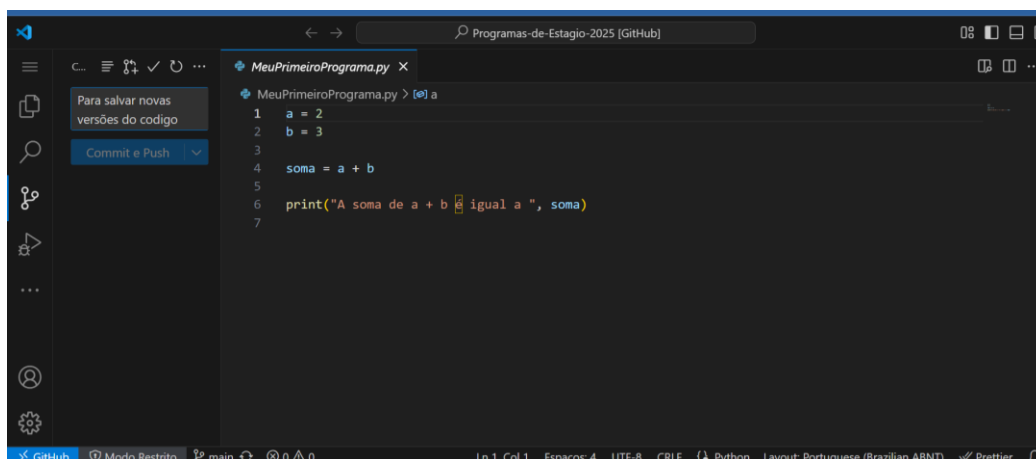 Programas-de-Estagio-2025 [GitHub]
C...
MeuPrimeiroPrograma.py
Para salvar novas
versões do codigo
Commit e Push
MeuPrimeiroPrograma.py > a
1 a = 2
2 b = 3
3
4 soma = a + b
5
6 print("A soma de a + b é igual a ", soma)
7
GitHub Modo Restrito main 0 0 Ln 1, Col 1 Espaços: 4 UTF-8 CRLF Python Layout: Portuguese (Brazilian ABNT) Prettier